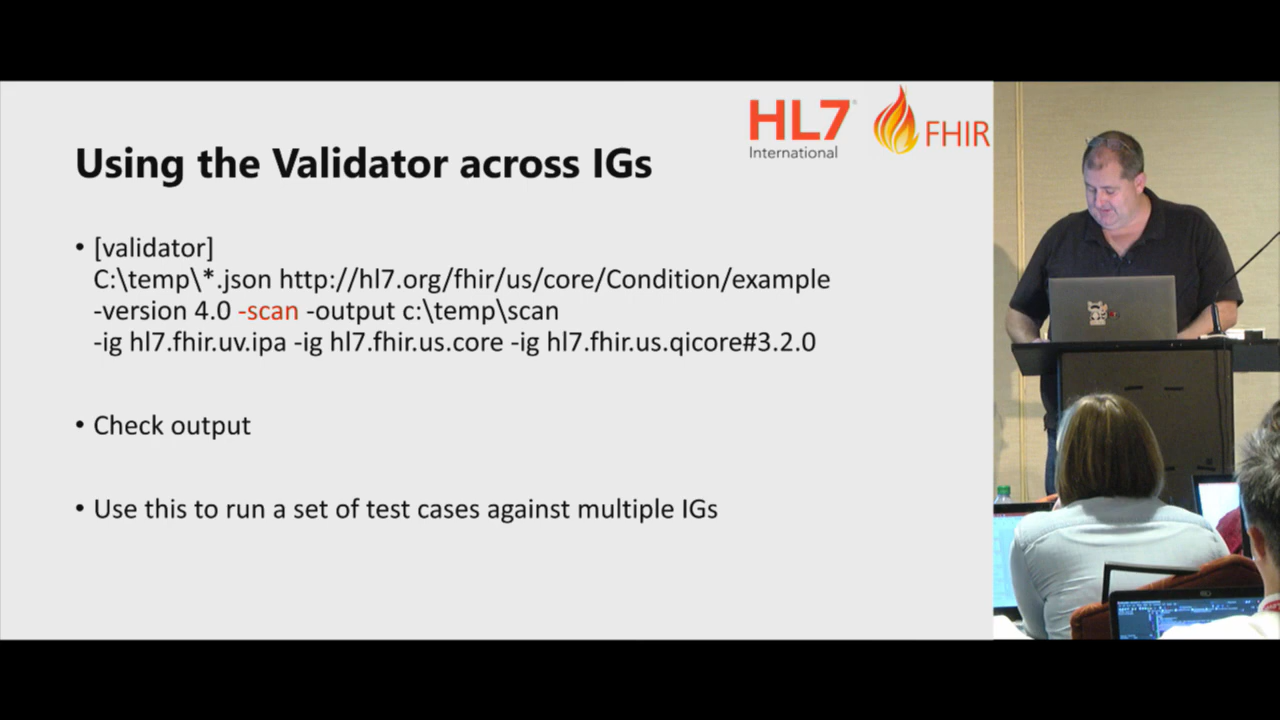 HL7
International
FHIR
Using the Validator across IGs
• [validator]
C:\temp\*.json http://hl7.org/fhir/us/core/Condition/example
-version 4.0 -scan -output c:\temp\scan
-ig hl7.fhir.uv.ipa -ig hl7.fhir.us.core -ig hl7.fhir.us.qicore#3.2.0
• Check output
• Use this to run a set of test cases against multiple IGs